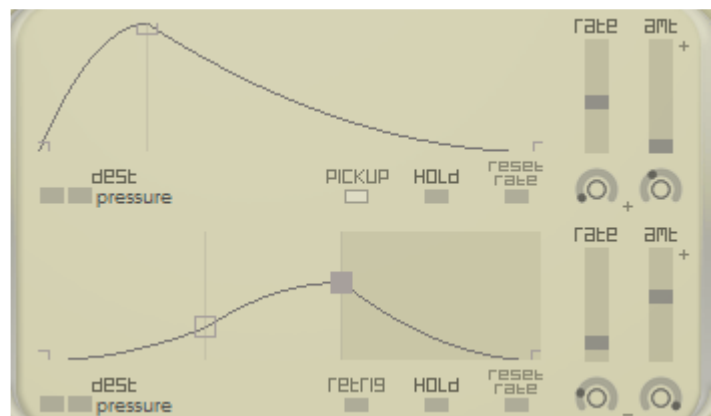 rate amt
+
dest PICKUP HOLd reset rate
pressure
+
rate amt
+
dest retrig HOLd reset rate
pressure
-